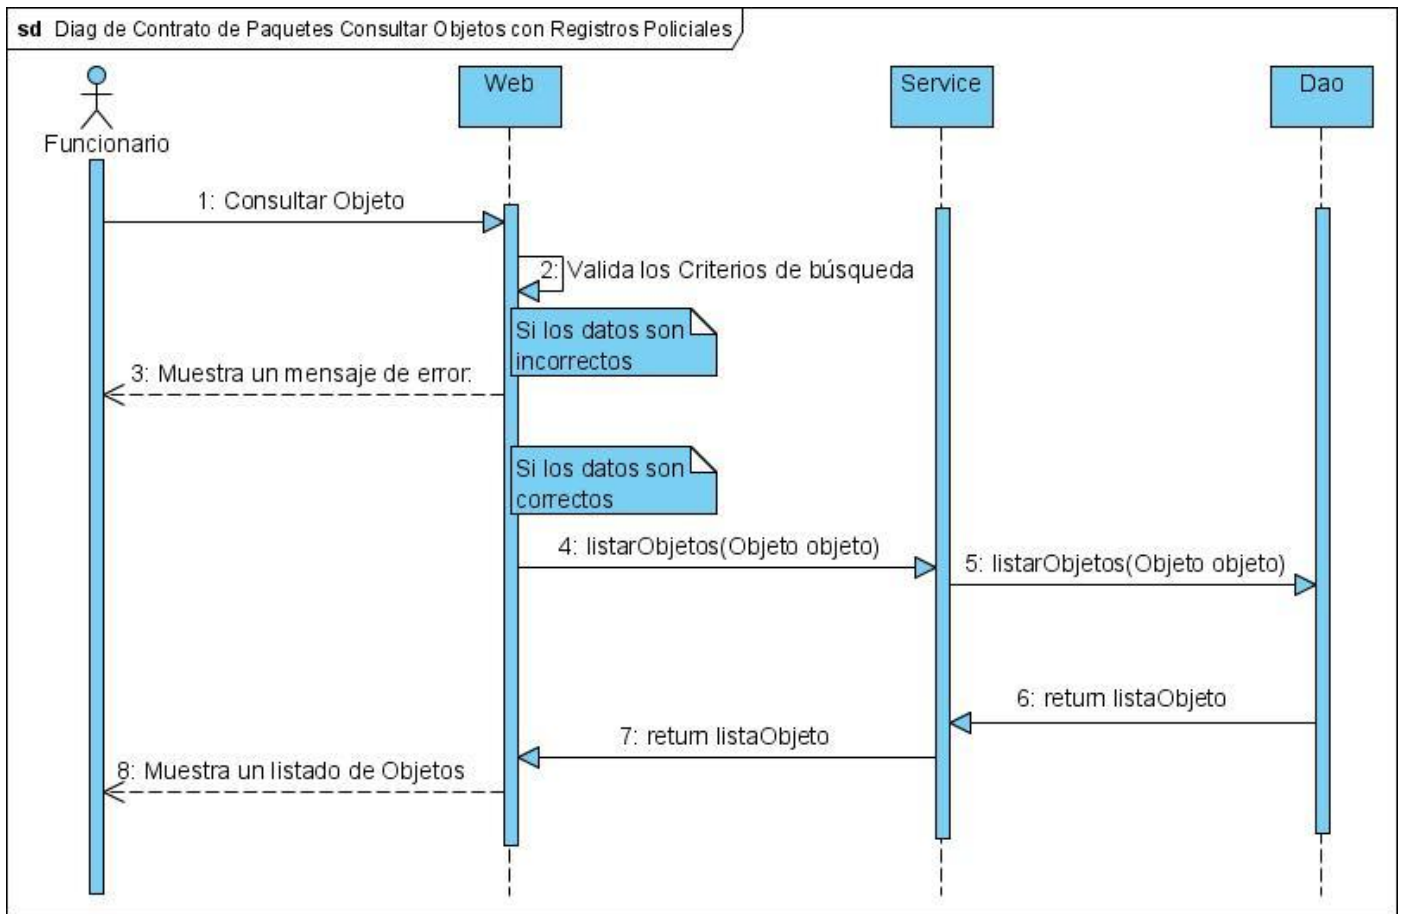 sd Diag de Contrato de Paquetes Consultar Objetos con Registros Policiales
Web
Service
Dao
Funcionario
1: Consultar Objeto
2: Valida los Criterios de búsqueda
Si los datos son
incorrectos
3: Muestra un mensaje de error.
Si los datos son
correctos
4: listarObjetos(Objeto objeto)
5: listarObjetos(Objeto objeto)
6: return listaObjeto
7: return listaObjeto
8: Muestra un listado de Objetos